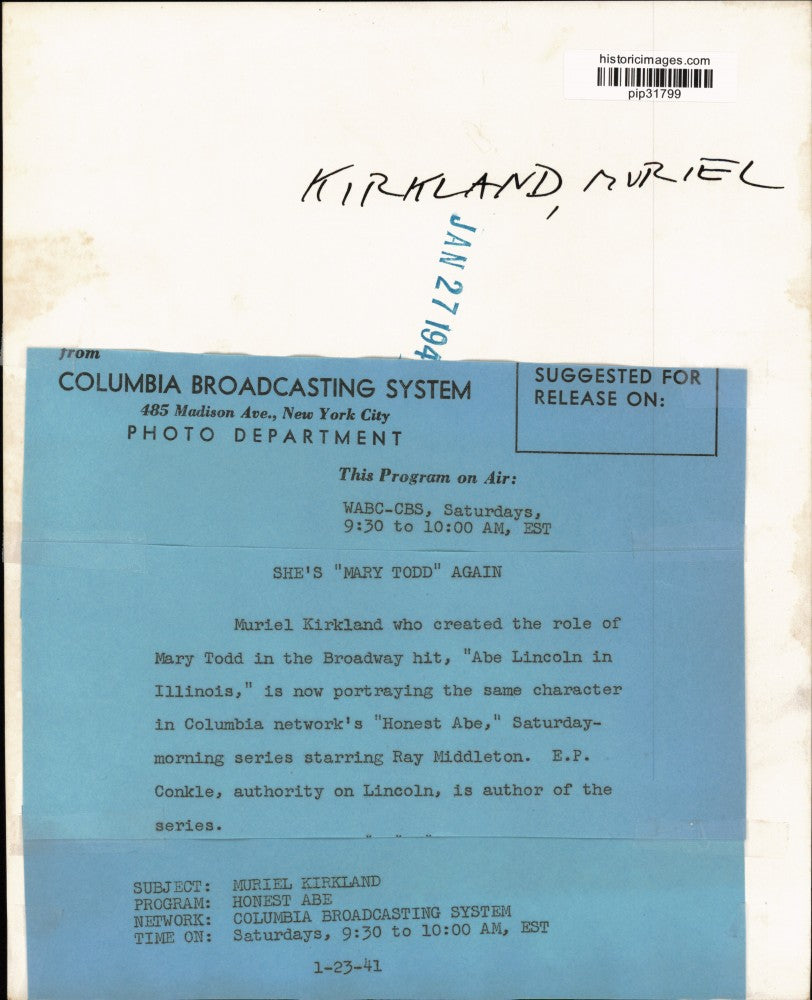 historicimages.com
pip31799
KIRKLAND, MURIEL
JAN 27 194
from
COLUMBIA BROADCASTING SYSTEM
485 Madison Ave., New York City
PHOTO DEPARTMENT
SUGGESTED FOR
RELEASE ON:
This Program on Air:
WABC-CBS, Saturdays,
9:30 to 10:00 AM, EST
SHE'S "MARY TODD" AGAIN
Muriel Kirkland who created the role of
Mary Todd in the Broadway hit, "Abe Lincoln in
Illinois," is now portraying the same character
in Columbia network's "Honest Abe," Saturday-
morning series starring Ray Middleton. E.P.
Conkle, authority on Lincoln, is author of the
series.
SUBJECT: MURIEL KIRKLAND
PROGRAM: HONEST ABE
NETWORK: COLUMBIA BROADCASTING SYSTEM
TIME ON: Saturdays, 9:30 to 10:00 AM, EST
1-23-41